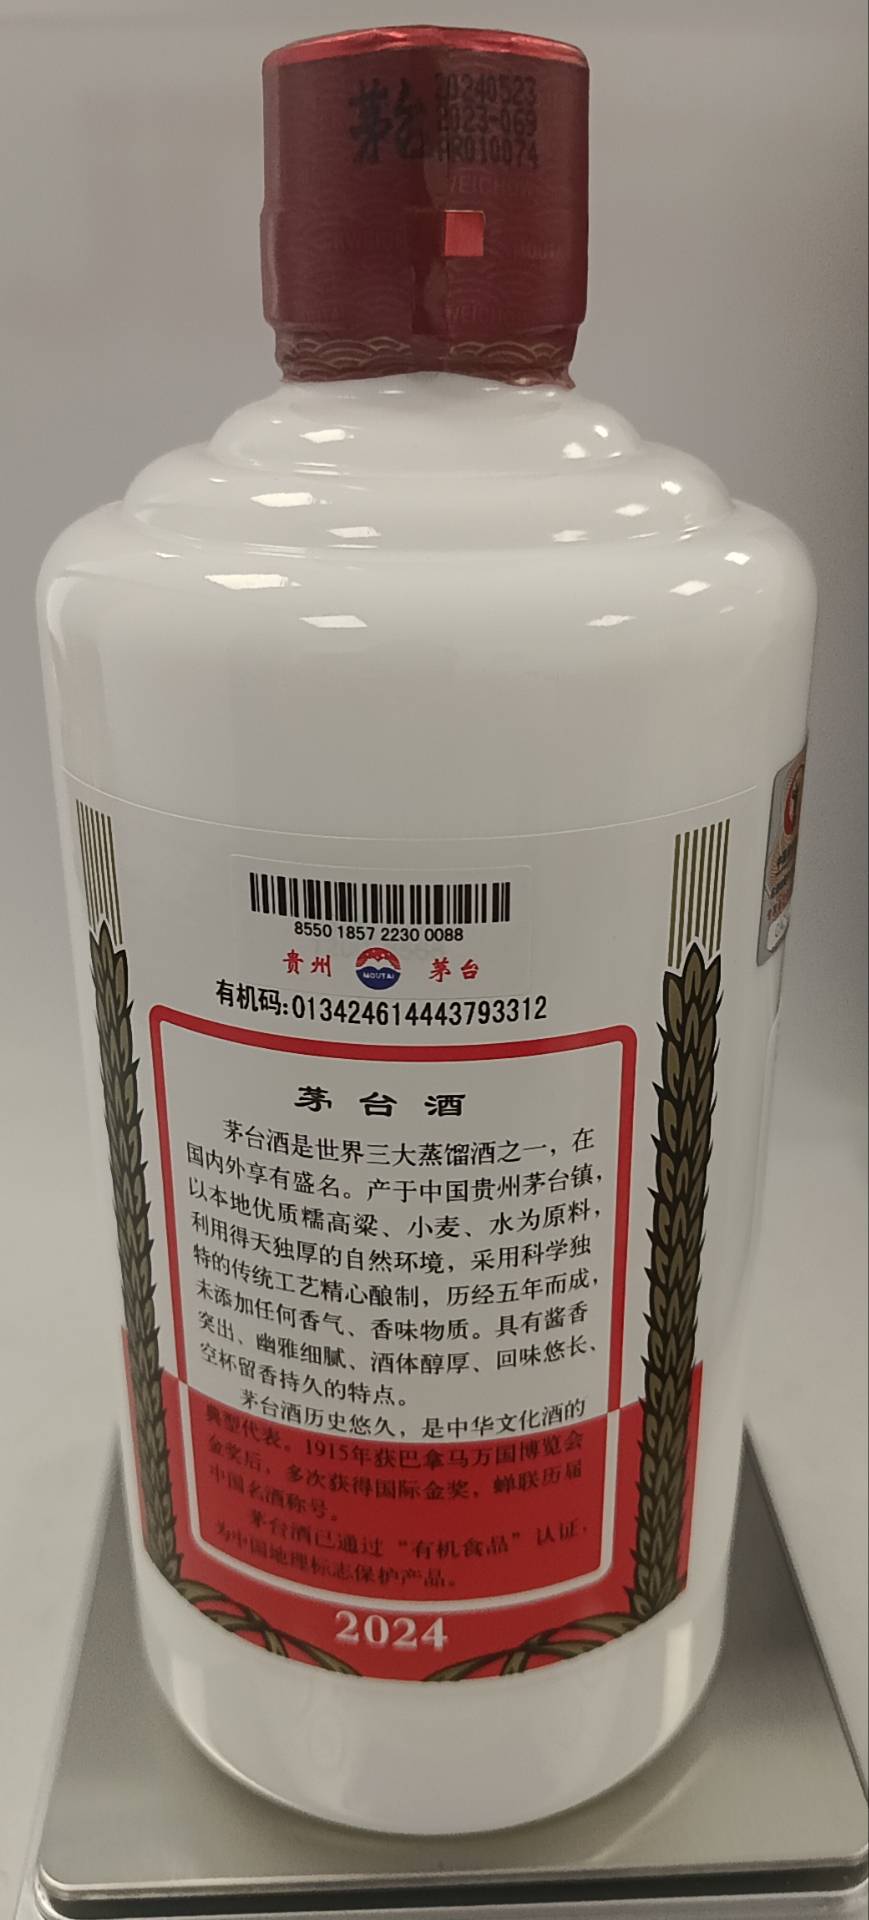 茅台
20240523
2023-069
AR010074
8550 1857 2230 0088
贵州 MOUTAI 茅台
有机码:013424614443793312
茅台酒
茅台酒是世界三大蒸馏酒之一，在
国内外享有盛名。产于中国贵州茅台镇，
以本地优质糯高粱、小麦、水为原料，
利用得天独厚的自然环境，采用科学独
特的传统工艺精心酿制，历经五年而成，
未添加任何香气、香味物质。具有酱香
突出、幽雅细腻、酒体醇厚、回味悠长、
空杯留香持久的特点。
茅台酒历史悠久，是中华文化酒的
典型代表。1915年获巴拿马万国博览会
金奖后，多次获得国际金奖，蝉联历届
中国名酒称号。
茅台酒已通过“有机食品”认证，
为中国地理标志保护产品。
2024